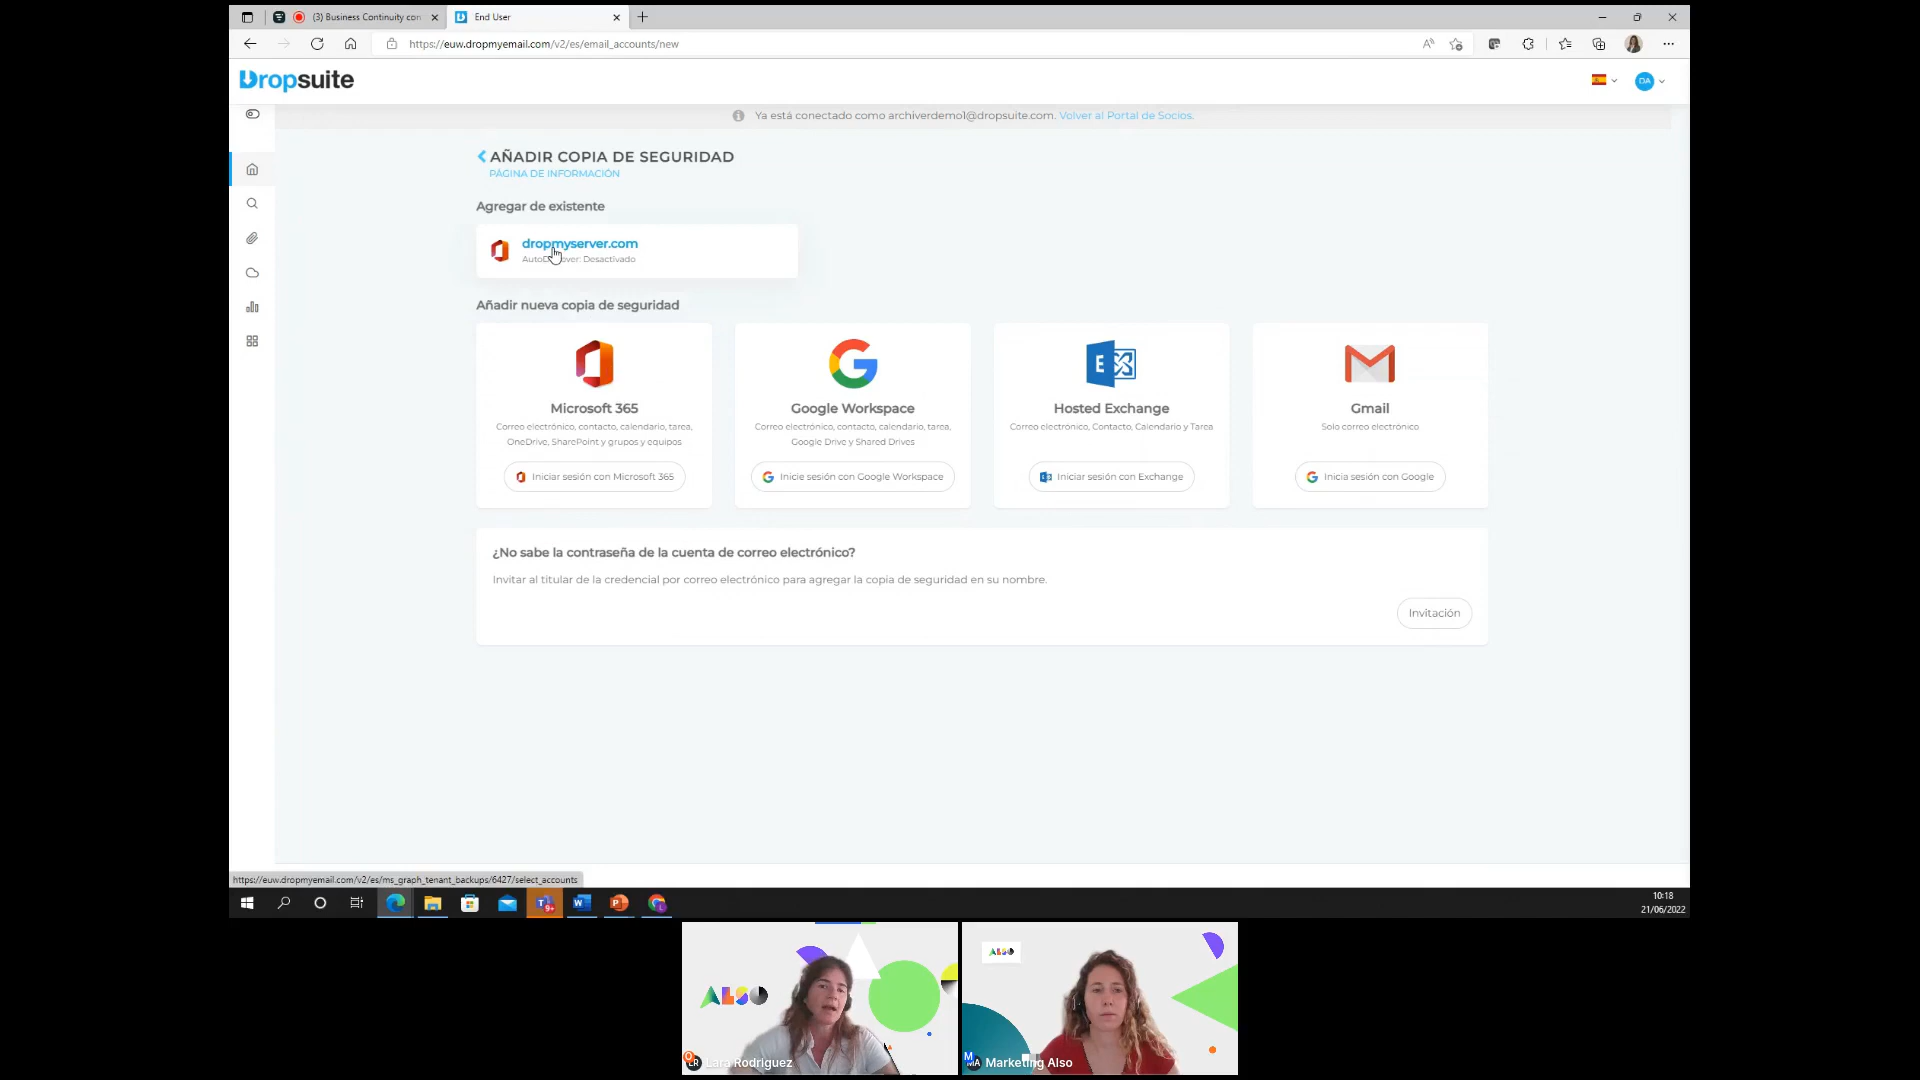 (3) Business Continuity con
End User
https://euw.dropmyemail.com/v2/es/email_accounts/new
Dropsuite
DA
Ya está conectado como archiverdemo1@dropsuite.com. Volver al Portal de Socios.
AÑADIR COPIA DE SEGURIDAD
PÁGINA DE INFORMACIÓN
Agregar de existente
dropmyserver.com
Desactivado
Añadir nueva copia de seguridad
Microsoft 365
Correo electrónico, contacto, calendario, tarea,
OneDrive, SharePoint y grupos y equipos
Iniciar sesión con Microsoft 365
Google Workspace
Correo electrónico, contacto, calendario, tarea,
Google Drive y Shared Drives
Inicie sesión con Google Workspace
Hosted Exchange
Correo electrónico, Contacto, Calendario y Tarea
Iniciar sesión con Exchange
Gmail
Solo correo electrónico
Inicia sesión con Google
¿No sabe la contraseña de la cuenta de correo electrónico?
Invitar al titular de la credencial por correo electrónico para agregar la copia de seguridad en su nombre.
Invitación
https://euw.dropmyemail.com/v2/es/ms_graph_tenant_backups/6427/select_accounts
10:18
21/06/2022
ALSO
LR Lara Rodriguez
ALSO
MA Marketing Also